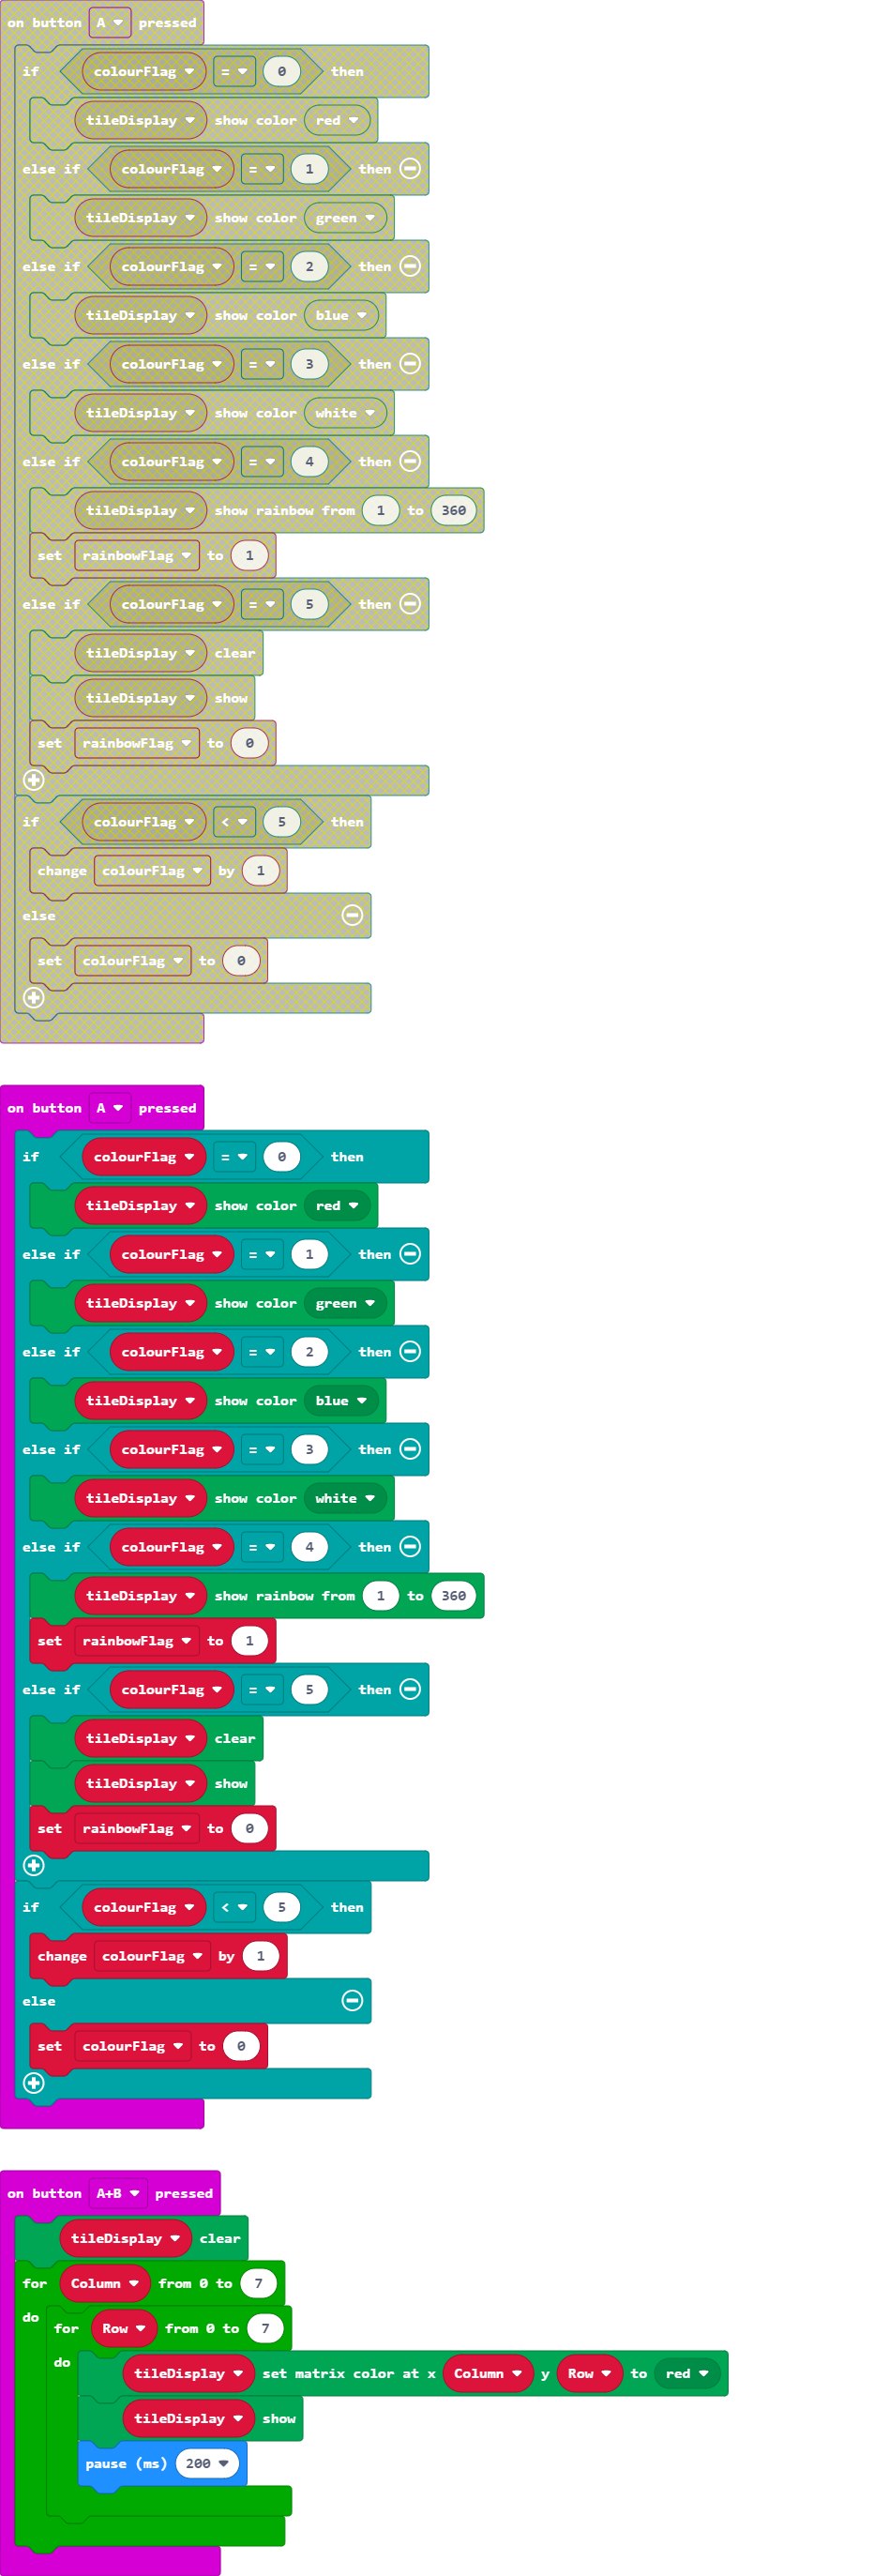 on button A pressed
if colourFlag = 0 then
tileDisplay show color red
else if colourFlag = 1 then
tileDisplay show color green
else if colourFlag = 2 then
tileDisplay show color blue
else if colourFlag = 3 then
tileDisplay show color white
else if colourFlag = 4 then
tileDisplay show rainbow from 1 to 360
set rainbowFlag to 1
else if colourFlag = 5 then
tileDisplay clear
tileDisplay show
set rainbowFlag to 0
if colourFlag < 5 then
change colourFlag by 1
else
set colourFlag to 0
on button A pressed
if colourFlag = 0 then
tileDisplay show color red
else if colourFlag = 1 then
tileDisplay show color green
else if colourFlag = 2 then
tileDisplay show color blue
else if colourFlag = 3 then
tileDisplay show color white
else if colourFlag = 4 then
tileDisplay show rainbow from 1 to 360
set rainbowFlag to 1
else if colourFlag = 5 then
tileDisplay clear
tileDisplay show
set rainbowFlag to 0
if colourFlag < 5 then
change colourFlag by 1
else
set colourFlag to 0
on button A+B pressed
tileDisplay clear
for Column from 0 to 7
do for Row from 0 to 7
do tileDisplay set matrix color at x Column y Row to red
tileDisplay show
pause (ms) 200